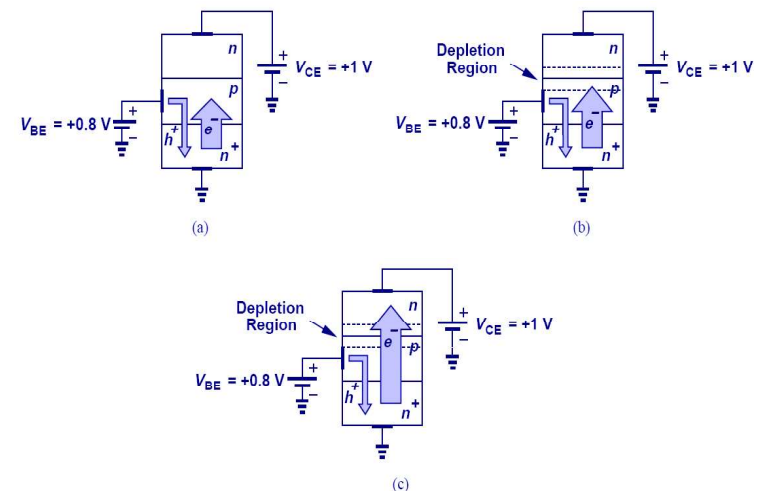 n
p
h+
e−
n+
+
−
V_BE = +0.8 V
+
−
V_CE = +1 V
(a)
Depletion
Region
n
p
h+
e−
n+
+
−
V_BE = +0.8 V
+
−
V_CE = +1 V
(b)
Depletion
Region
n
e−
p
h+
n+
+
−
V_BE = +0.8 V
+
−
V_CE = +1 V
(c)